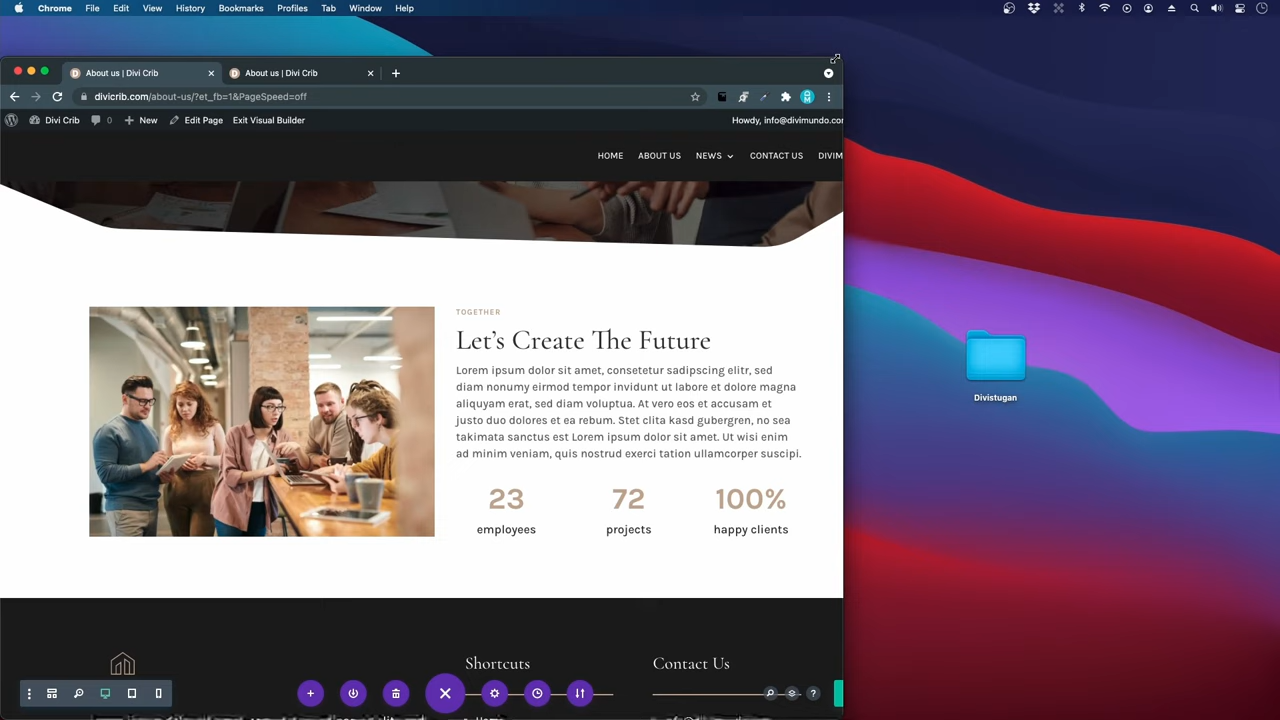 Chrome File Edit View History Bookmarks Profiles Tab Window Help
About us | Divi Crib
About us | Divi Crib
divicrib.com/about-us/?et_fb=1&PageSpeed=off
Divi Crib 0 New Edit Page Exit Visual Builder Howdy, info@divimundo.cor
HOME ABOUT US NEWS CONTACT US DIVIM
TOGETHER
Let's Create The Future
Lorem ipsum dolor sit amet, consetetur sadipscing elitr, sed
diam nonumy eirmod tempor invidunt ut labore et dolore magna
aliquyam erat, sed diam voluptua. At vero eos et accusam et
justo duo dolores et ea rebum. Stet clita kasd gubergren, no sea
takimata sanctus est Lorem ipsum dolor sit amet. Ut wisi enim
ad minim veniam, quis nostrud exerci tation ullamcorper suscipi.
23 72 100%
employees projects happy clients
Divistugan
Shortcuts Contact Us